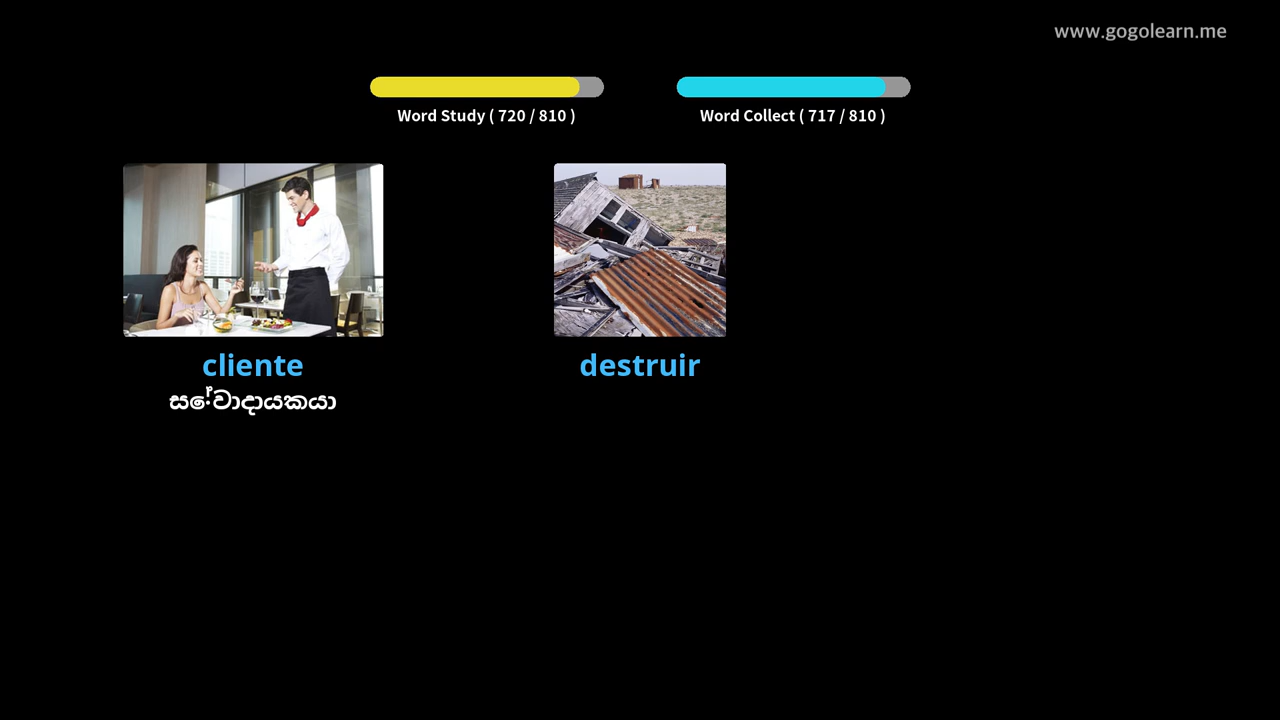 www.gogolearn.me
Word Study ( 720 / 810 )
Word Collect ( 717 / 810 )
cliente
සේවාදායකයා
destruir